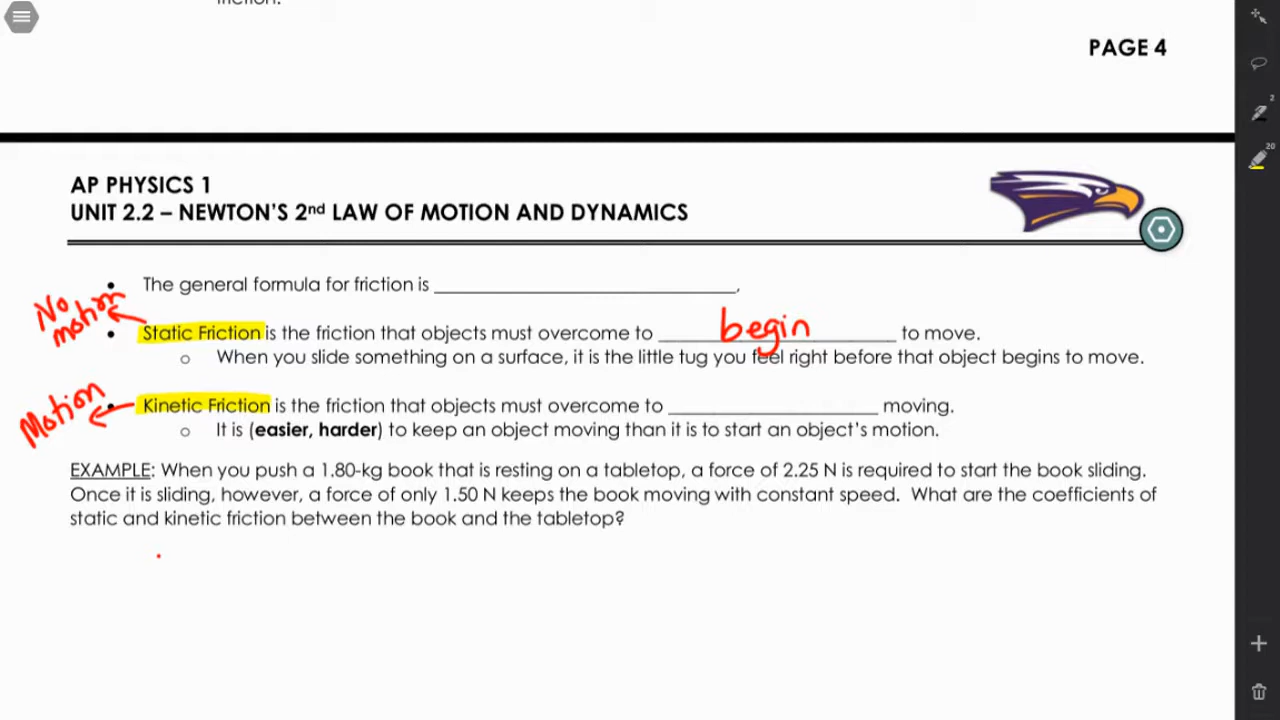 friction.
PAGE 4
AP PHYSICS 1
UNIT 2.2 – NEWTON'S 2nd LAW OF MOTION AND DYNAMICS
• The general formula for friction is ______________________________.
No motion
• Static Friction is the friction that objects must overcome to begin to move.
o When you slide something on a surface, it is the little tug you feel right before that object begins to move.
Motion
• Kinetic Friction is the friction that objects must overcome to _____________________ moving.
o It is (easier, harder) to keep an object moving than it is to start an object's motion.
EXAMPLE: When you push a 1.80-kg book that is resting on a tabletop, a force of 2.25 N is required to start the book sliding.
Once it is sliding, however, a force of only 1.50 N keeps the book moving with constant speed. What are the coefficients of
static and kinetic friction between the book and the tabletop?
2
20